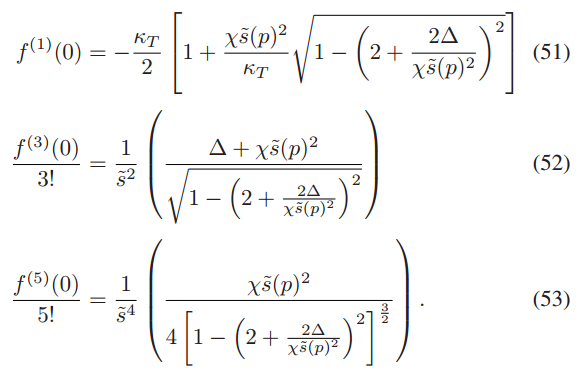 f^{(1)}(0) = -\frac{\kappa_T}{2} \left[ 1 + \frac{\chi \tilde{s}(p)^2}{\kappa_T} \sqrt{1 - \left( 2 + \frac{2\Delta}{\chi \tilde{s}(p)^2} \right)^2} \right] (51)
\frac{f^{(3)}(0)}{3!} = \frac{1}{\tilde{s}^2} \left( \frac{\Delta + \chi \tilde{s}(p)^2}{\sqrt{1 - \left( 2 + \frac{2\Delta}{\chi \tilde{s}(p)^2} \right)^2}} \right) (52)
\frac{f^{(5)}(0)}{5!} = \frac{1}{\tilde{s}^4} \left( \frac{\chi \tilde{s}(p)^2}{4 \left[ 1 - \left( 2 + \frac{2\Delta}{\chi \tilde{s}(p)^2} \right)^2 \right]^{\frac{3}{2}}} \right) . (53)